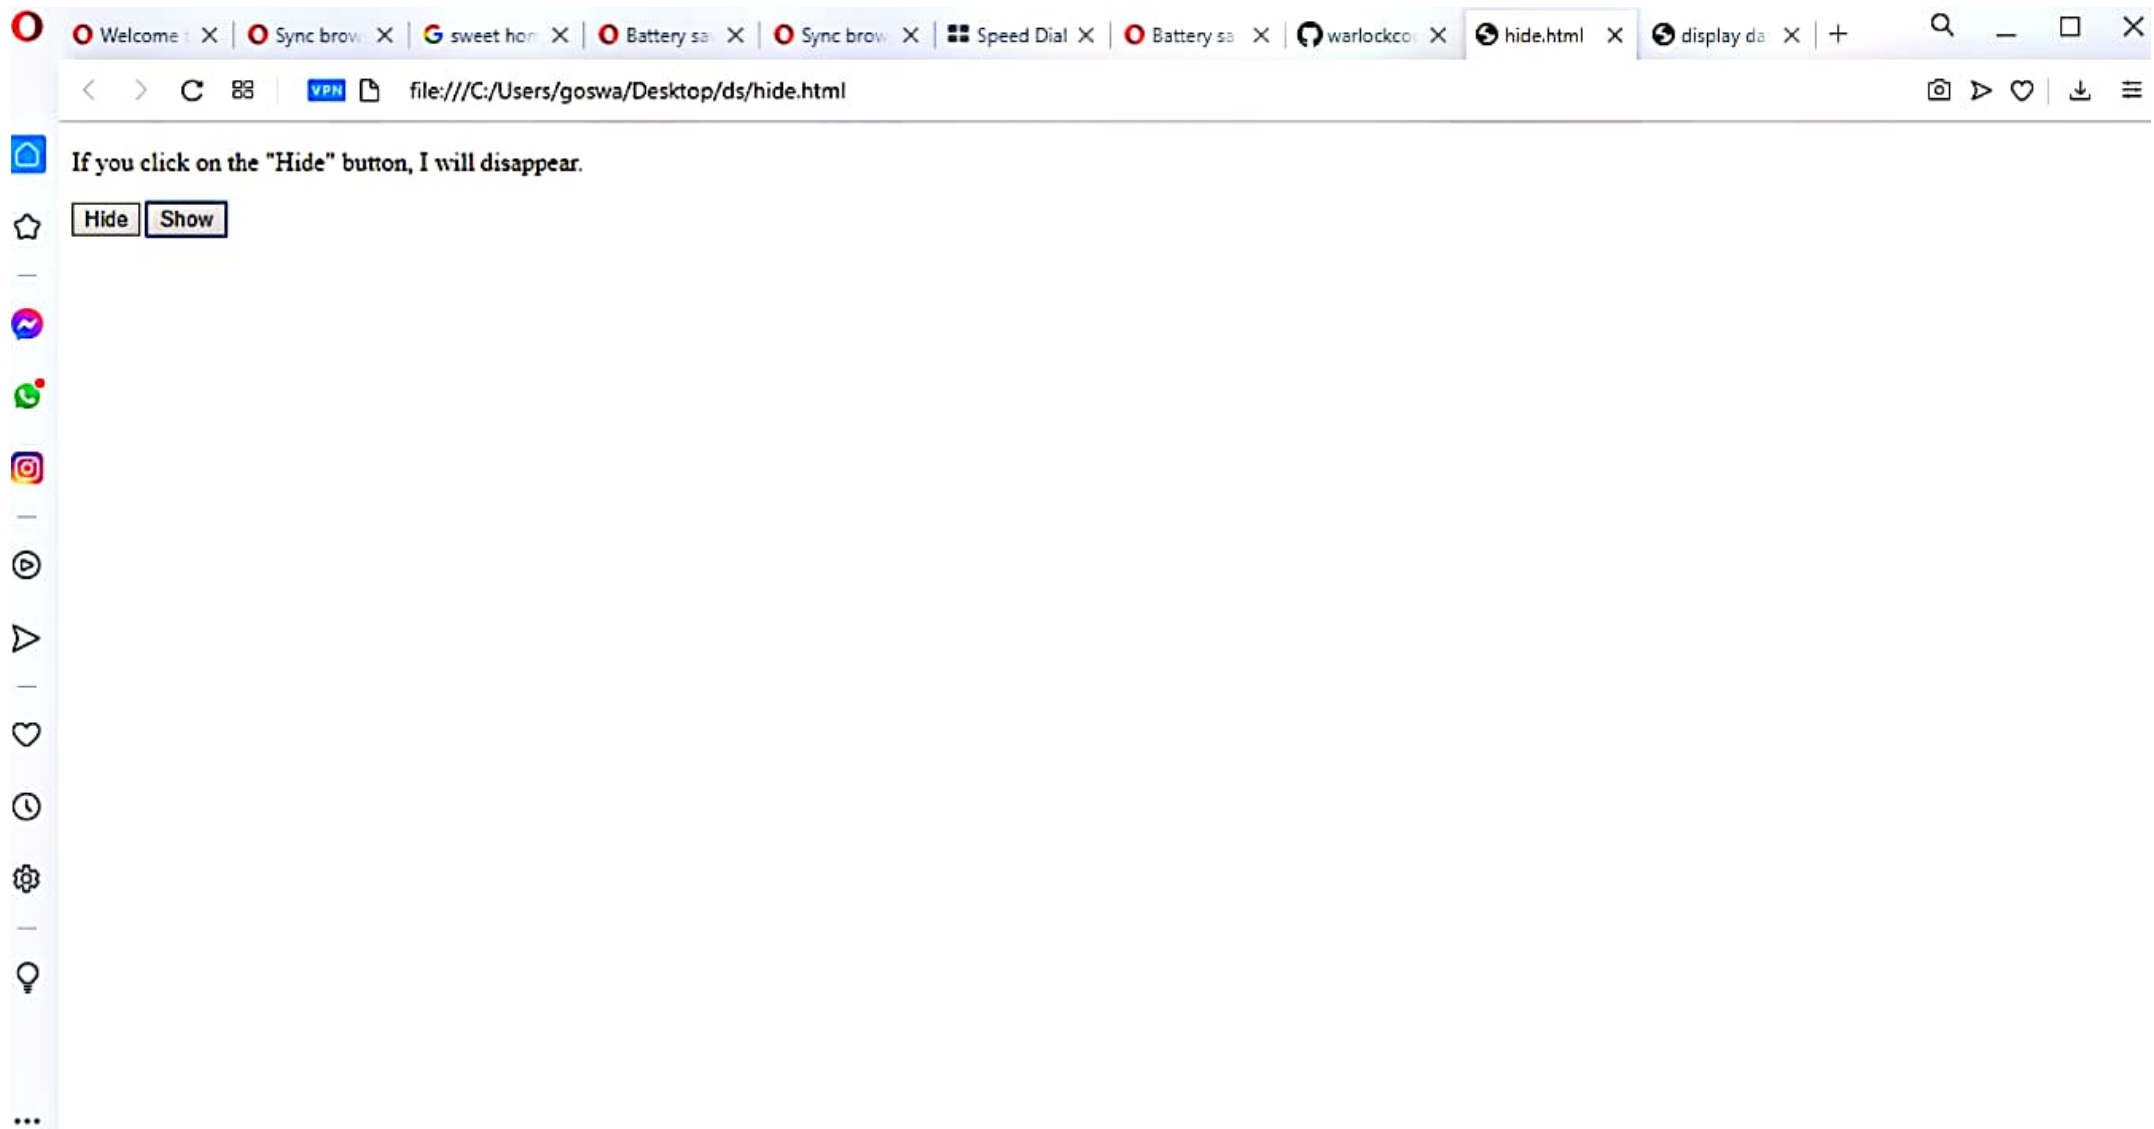 Welcome Sync brow sweet hor Battery sa Sync brow Speed Dial Battery sa warlockco hide.html display da
VPN file:///C:/Users/goswa/Desktop/ds/hide.html
If you click on the "Hide" button, I will disappear.
Hide Show